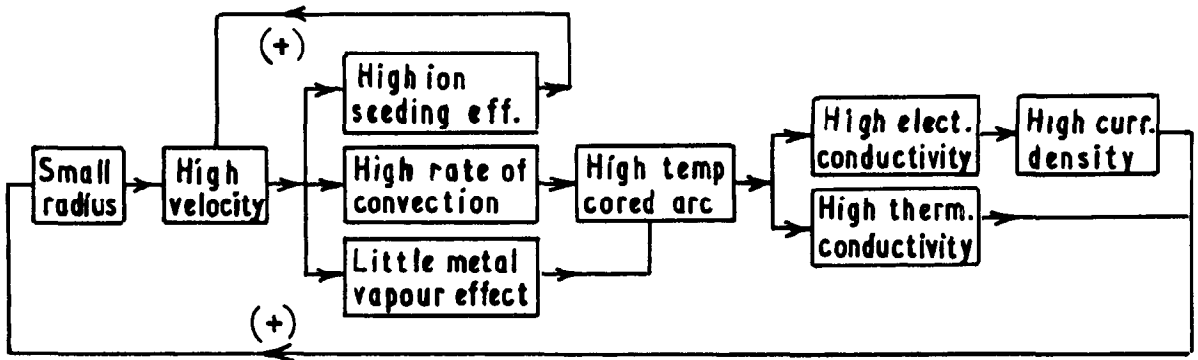 (+)
High ion
seeding eff.
Small
radius
High
velocity
High rate of
convection
Little metal
vapour effect
High temp
cored arc
High elect.
conductivity
High curr.
density
High therm.
conductivity
(+)